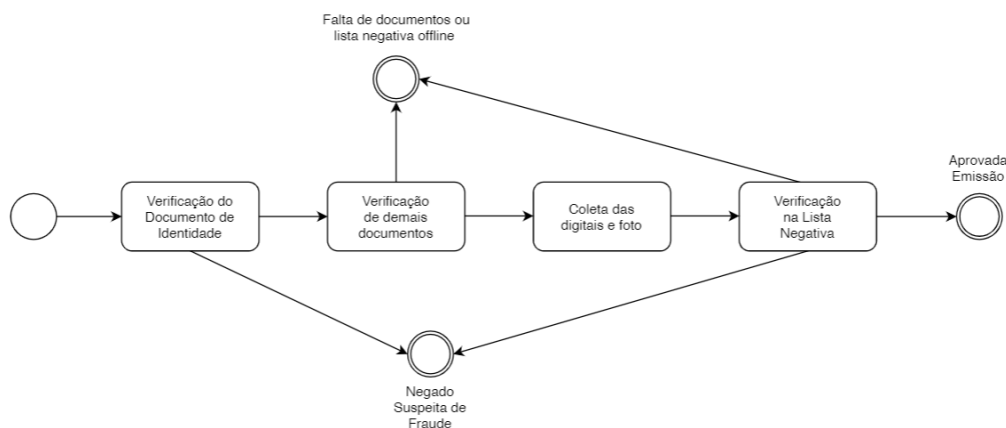 Falta de documentos ou
lista negativa offline
Aprovada
Emissão
Verificação do
Documento de
Identidade
Verificação
de demais
documentos
Coleta das
digitais e foto
Verificação
na Lista
Negativa
Negado
Suspeita de
Fraude